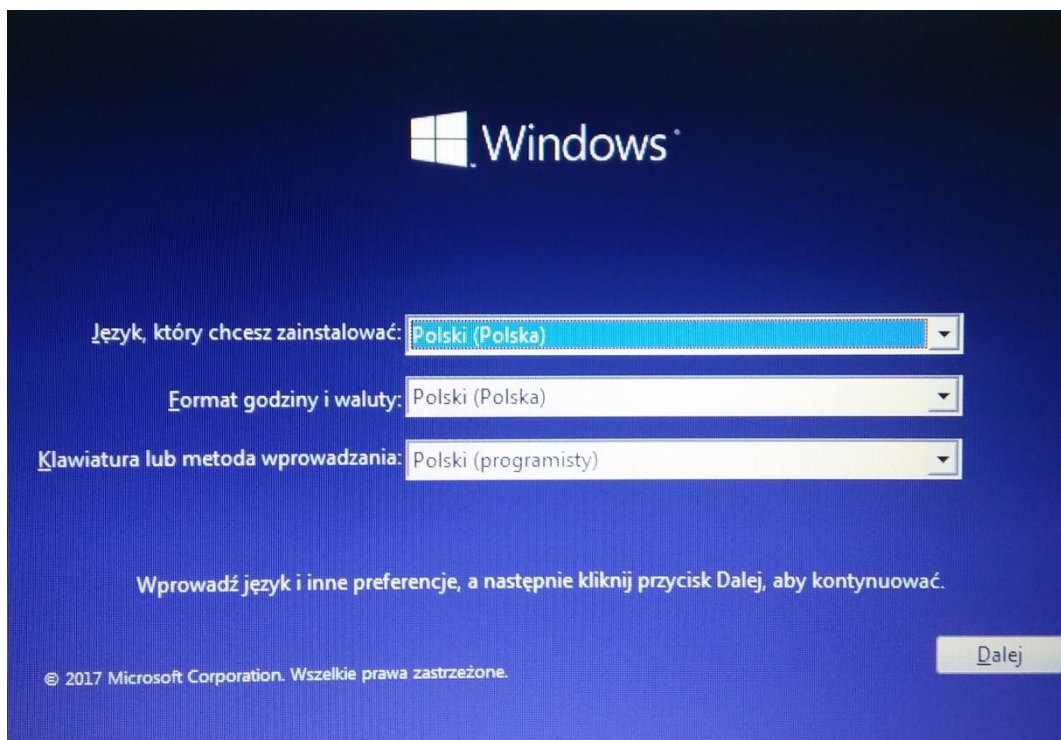 Windows
Język, który chcesz zainstalować: Polski (Polska)
Format godziny i waluty: Polski (Polska)
Klawiatura lub metoda wprowadzania: Polski (programisty)
Wprowadź język i inne preferencje, a następnie kliknij przycisk Dalej, aby kontynuować.
Dalej
© 2017 Microsoft Corporation. Wszelkie prawa zastrzeżone.